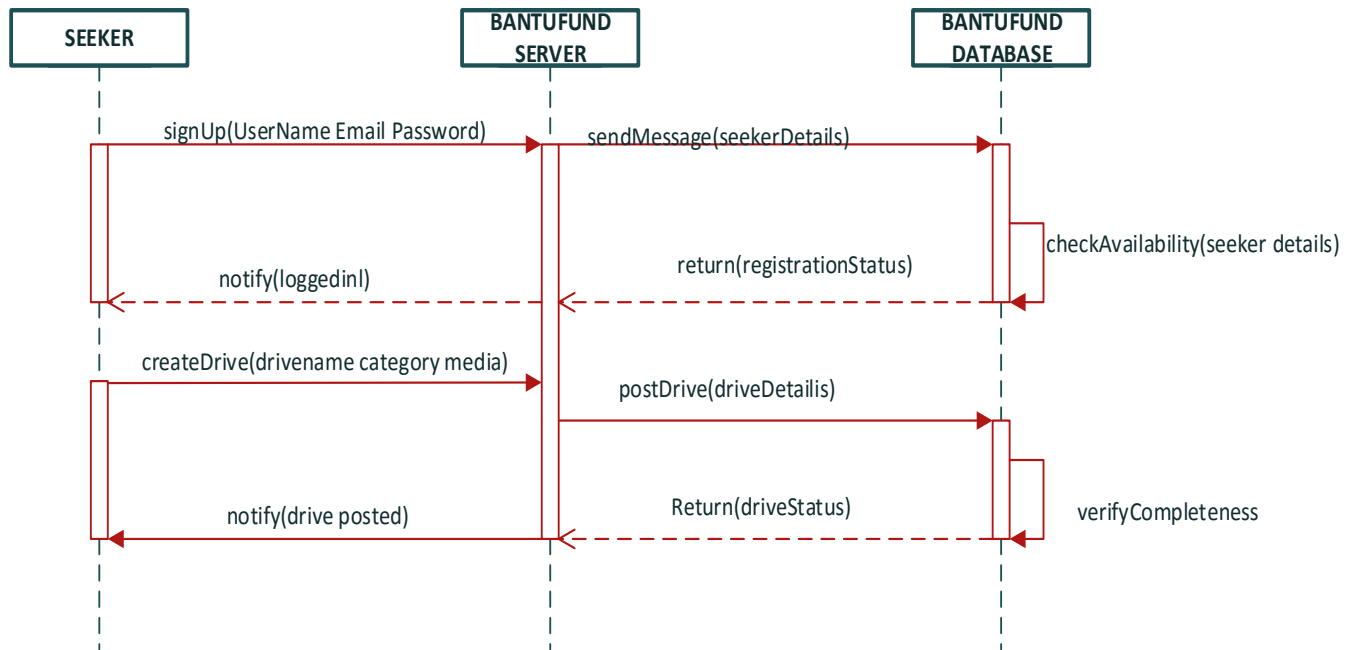 SEEKER
BANTUFUND
SERVER
BANTUFUND
DATABASE
signUp(UserName Email Password)
sendMessage(seekerDetails)
checkAvailability(seeker details)
return(registrationStatus)
notify(loggedinl)
createDrive(drivename category media)
postDrive(driveDetailis)
Return(driveStatus)
verifyCompleteness
notify(drive posted)